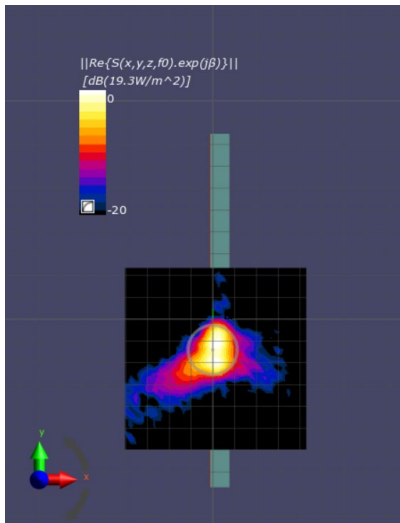 ||Re{S(x,y,z,f0).exp(jβ)}||
[dB(19.3W/m^2)]
0
-20
y
x